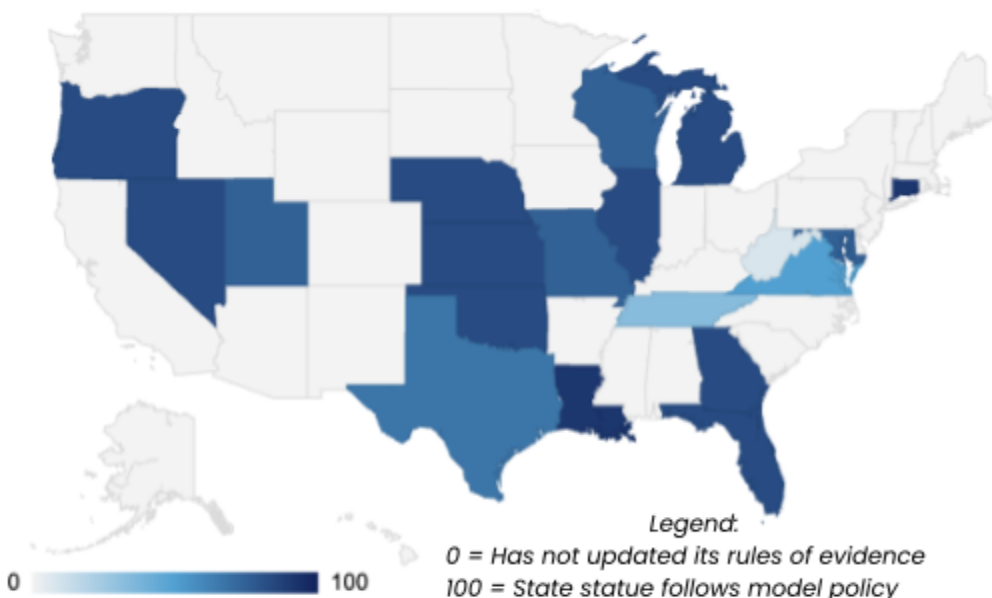 Legend:
0 = Has not updated its rules of evidence
0 100
100 = State statue follows model policy